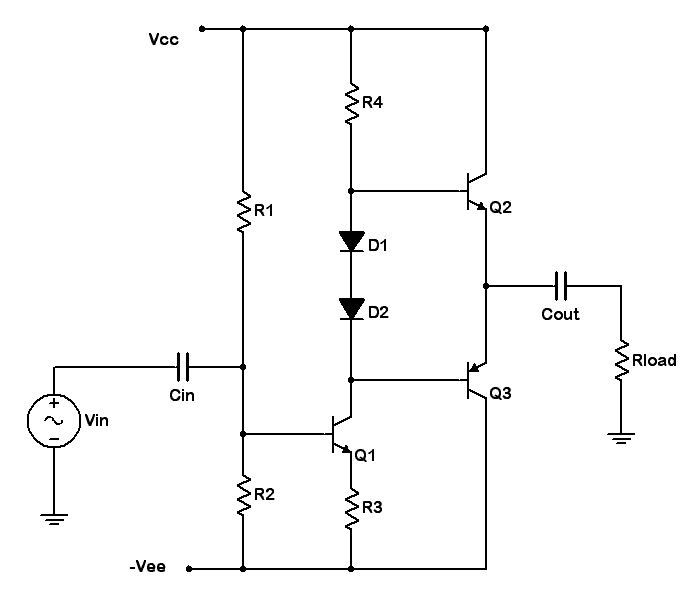 Vcc
R4
R1
Q2
D1
D2
Cout
Rload
Cin
Q3
+
Vin
−
Q1
R2
R3
-Vee